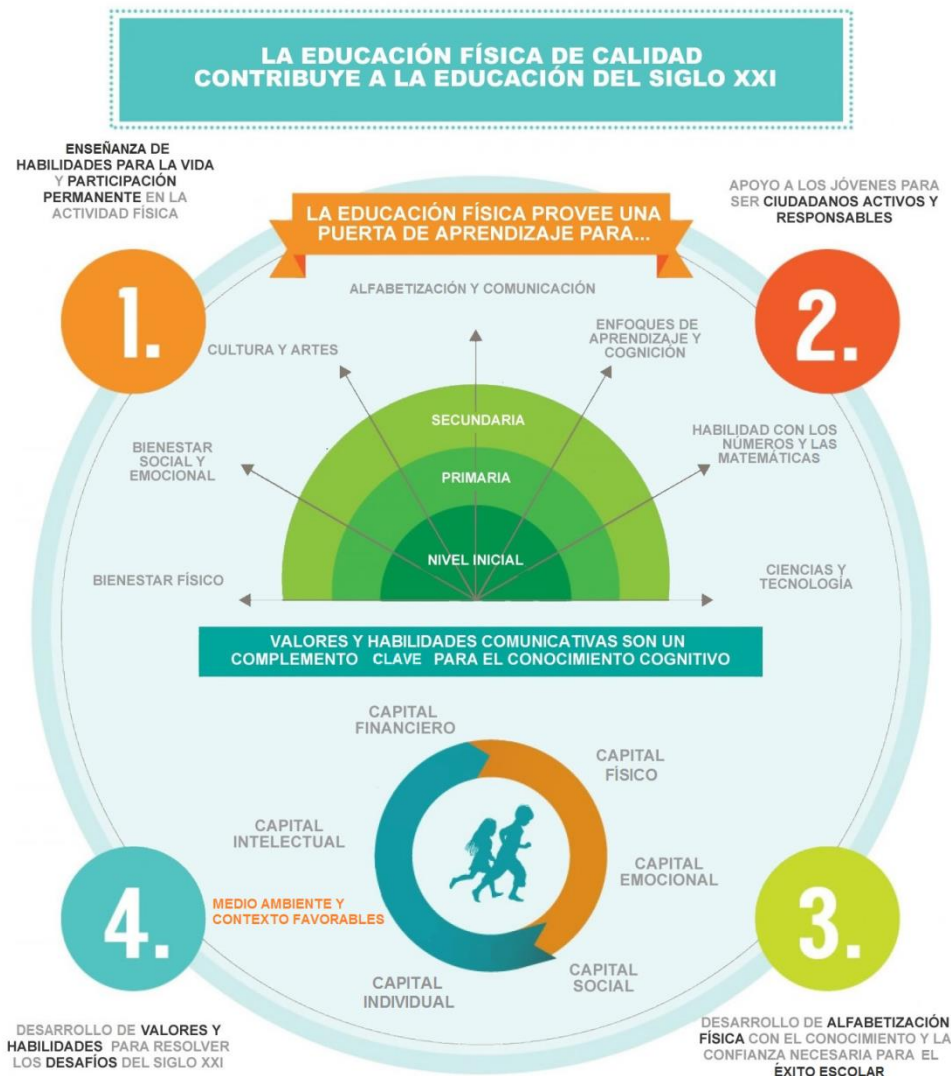 LA EDUCACIÓN FÍSICA DE CALIDAD
CONTRIBUYE A LA EDUCACIÓN DEL SIGLO XXI
ENSEÑANZA DE
HABILIDADES PARA LA VIDA
Y PARTICIPACIÓN
PERMANENTE EN LA
ACTIVIDAD FÍSICA
1.
APOYO A LOS JÓVENES PARA
SER CIUDADANOS ACTIVOS Y
RESPONSABLES
2.
LA EDUCACIÓN FÍSICA PROVEE UNA
PUERTA DE APRENDIZAJE PARA...
ALFABETIZACIÓN Y COMUNICACIÓN
CULTURA Y ARTES
ENFOQUES DE
APRENDIZAJE Y
COGNICIÓN
BIENESTAR
SOCIAL Y
EMOCIONAL
HABILIDAD CON LOS
NÚMEROS Y LAS
MATEMÁTICAS
SECUNDARIA
PRIMARIA
NIVEL INICIAL
BIENESTAR FÍSICO
CIENCIAS Y
TECNOLOGÍA
VALORES Y HABILIDADES COMUNICATIVAS SON UN
COMPLEMENTO CLAVE PARA EL CONOCIMIENTO COGNITIVO
CAPITAL
FINANCIERO
CAPITAL
FÍSICO
CAPITAL
INTELECTUAL
CAPITAL
EMOCIONAL
MEDIO AMBIENTE Y
CONTEXTO FAVORABLES
CAPITAL
INDIVIDUAL
CAPITAL
SOCIAL
4.
DESARROLLO DE VALORES Y
HABILIDADES PARA RESOLVER
LOS DESAFÍOS DEL SIGLO XXI
3.
DESARROLLO DE ALFABETIZACIÓN
FÍSICA CON EL CONOCIMIENTO Y LA
CONFIANZA NECESARIA PARA EL
ÉXITO ESCOLAR